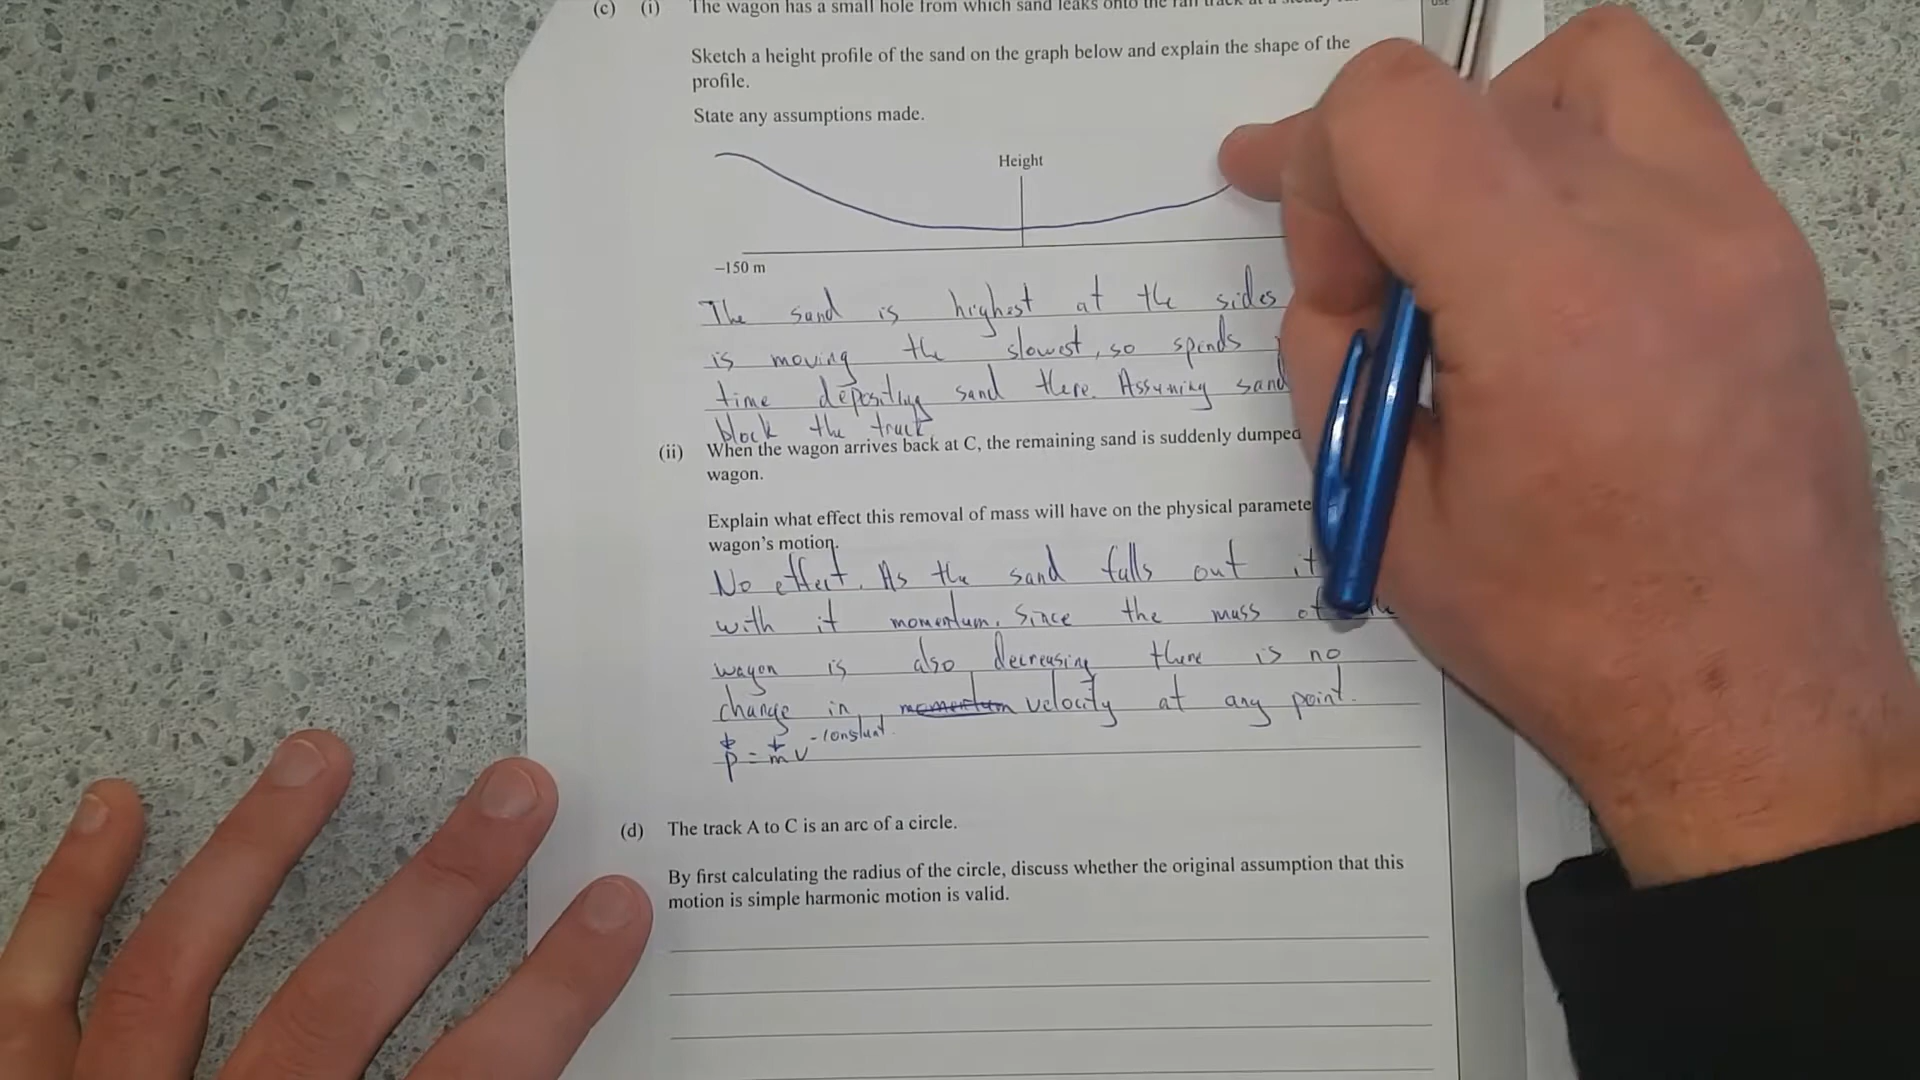 (c) (i) The wagon has a small hole from which sand leaks onto the rail track at a steady
Sketch a height profile of the sand on the graph below and explain the shape of the
profile.
State any assumptions made.
Height
−150 m
The sand is highest at the sides
is moving the slowest, so spends
time depositing sand there. Assuming sand
block the track
(ii) When the wagon arrives back at C, the remaining sand is suddenly dumped
wagon.
Explain what effect this removal of mass will have on the physical
wagon's motion.
No effect. As the sand falls out it
with it momentum. Since the mass of
wagon is also decreasing there is no
change in momentum velocity at any point.
p = mv - constant.
(d) The track A to C is an arc of a circle.
By first calculating the radius of the circle, discuss whether the original assumption that this
motion is simple harmonic motion is valid.